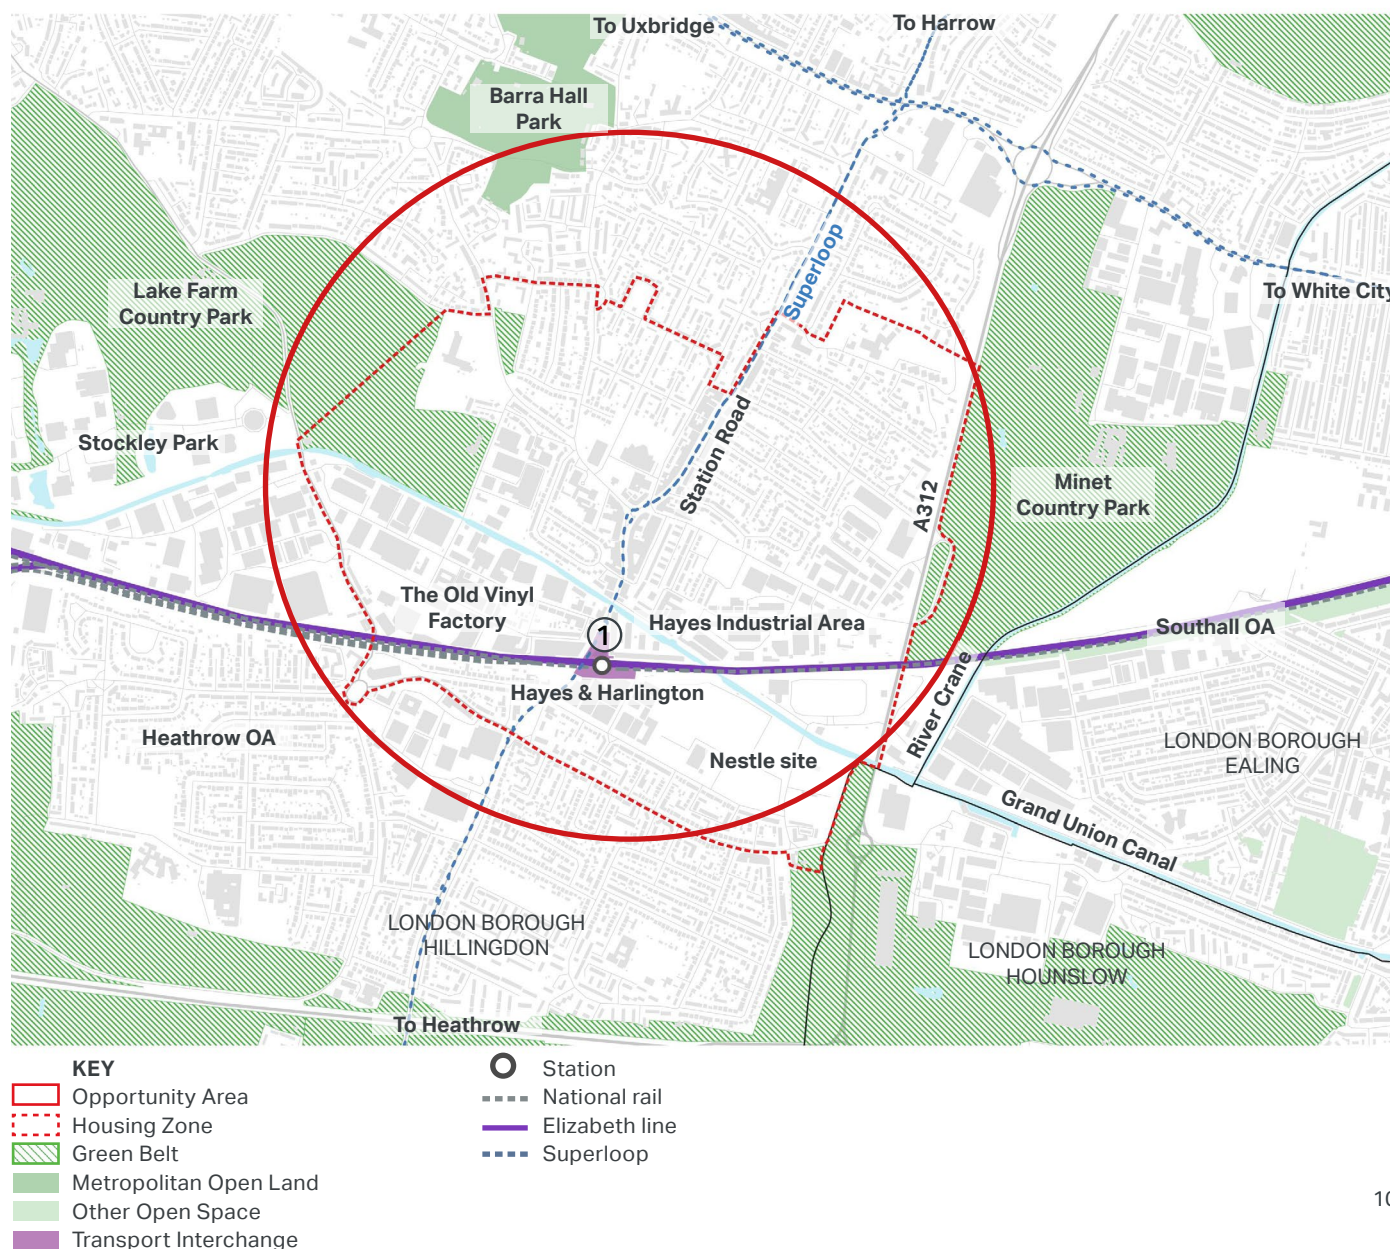 To Uxbridge
To Harrow
Barra Hall
Park
Superloop
To White City
Lake Farm
Country Park
Station Road
Stockley Park
A312
Minet
Country Park
The Old Vinyl
Factory
1
Hayes Industrial Area
Southall OA
Hayes & Harlington
River Crane
Heathrow OA
Nestle site
LONDON BOROUGH
EALING
Grand Union Canal
LONDON BOROUGH
HILLINGDON
LONDON BOROUGH
HOUNSLOW
To Heathrow
KEY
Opportunity Area
Housing Zone
Green Belt
Metropolitan Open Land
Other Open Space
Transport Interchange
Station
National rail
Elizabeth line
Superloop